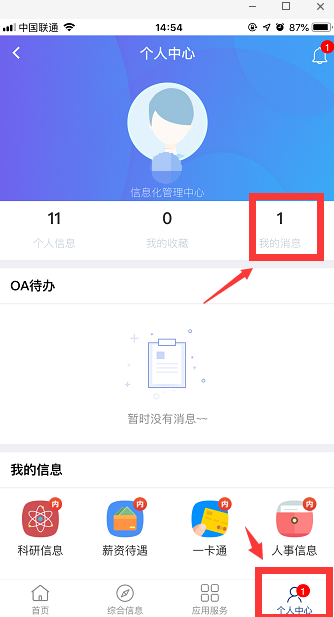 中国联通 14:54 87%
个人中心 1
信息化管理中心
11 0 1
个人信息 我的收藏 我的消息
OA待办
暂时没有消息~~
我的信息
内 内 内 内
科研信息 薪资待遇 一卡通 人事信息
1
首页 综合信息 应用服务 个人中心